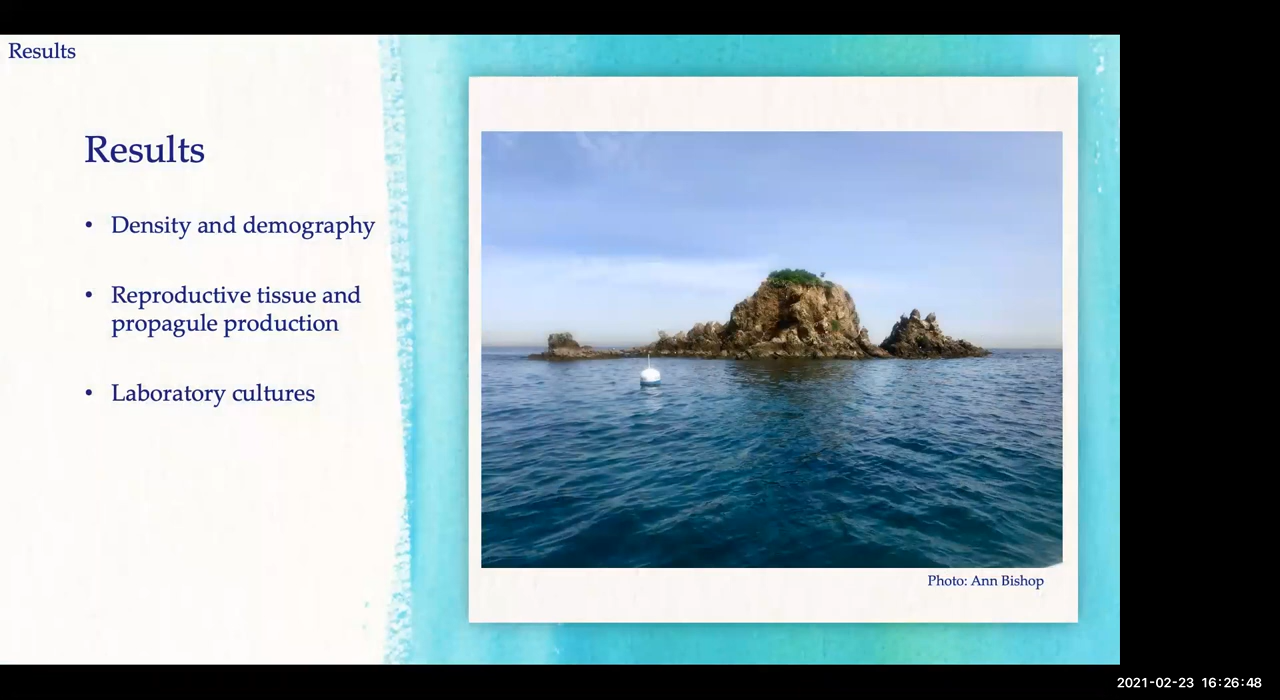 Results
Results
• Density and demography
• Reproductive tissue and
propagule production
• Laboratory cultures
Photo: Ann Bishop
2021-02-23 16:26:48